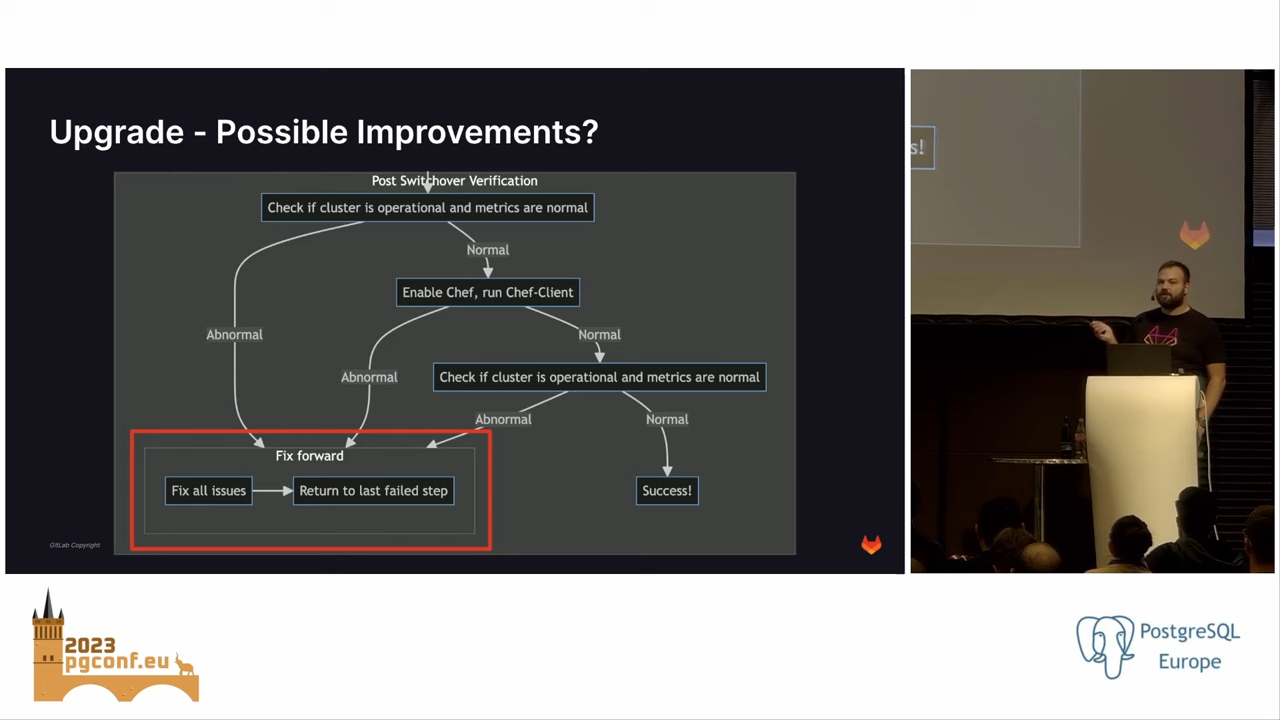 Upgrade - Possible Improvements?
Post Switchover Verification
Check if cluster is operational and metrics are normal
Normal
Enable Chef, run Chef-Client
Abnormal
Normal
Abnormal
Check if cluster is operational and metrics are normal
Abnormal
Normal
Fix forward
Fix all issues
Return to last failed step
Success!
GitLab Copyright
s!
2023
pgconf.eu
PostgreSQL
Europe